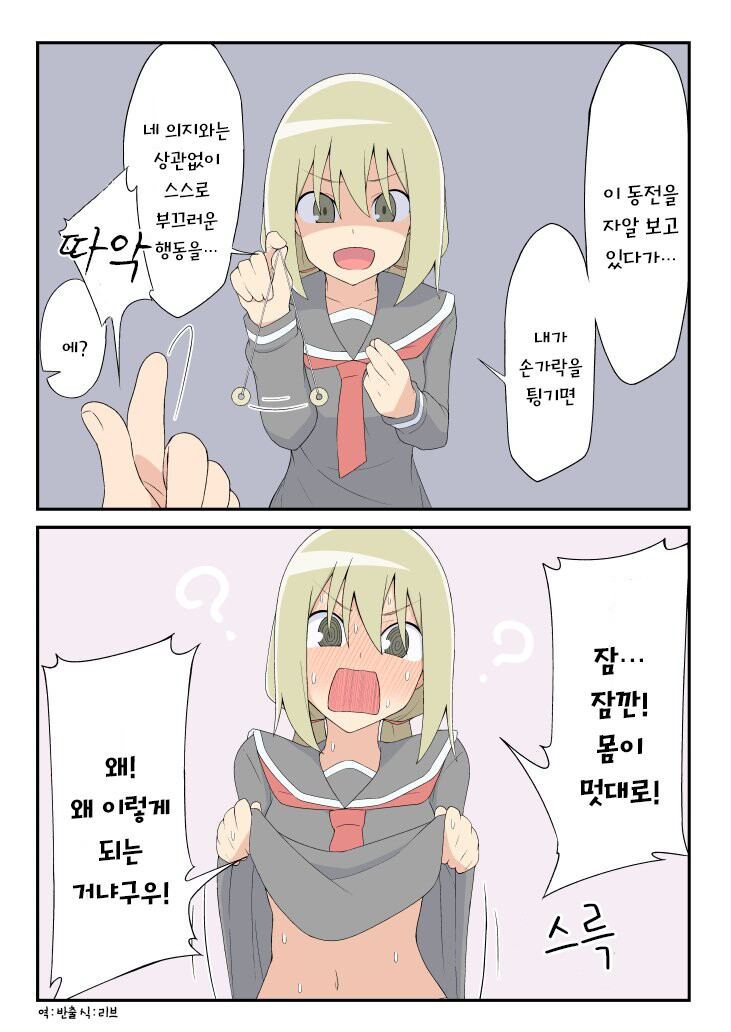 이 동전을
자알 보고
있다가…
내가
손가락을
튕기면
네 의지와는
상관없이
스스로
부끄러운
행동을…
따악
에?
잠…
잠깐!
몸이
멋대로!
스륵
왜!
왜 이렇게
되는
거냐구우!
역:반출 식:리브